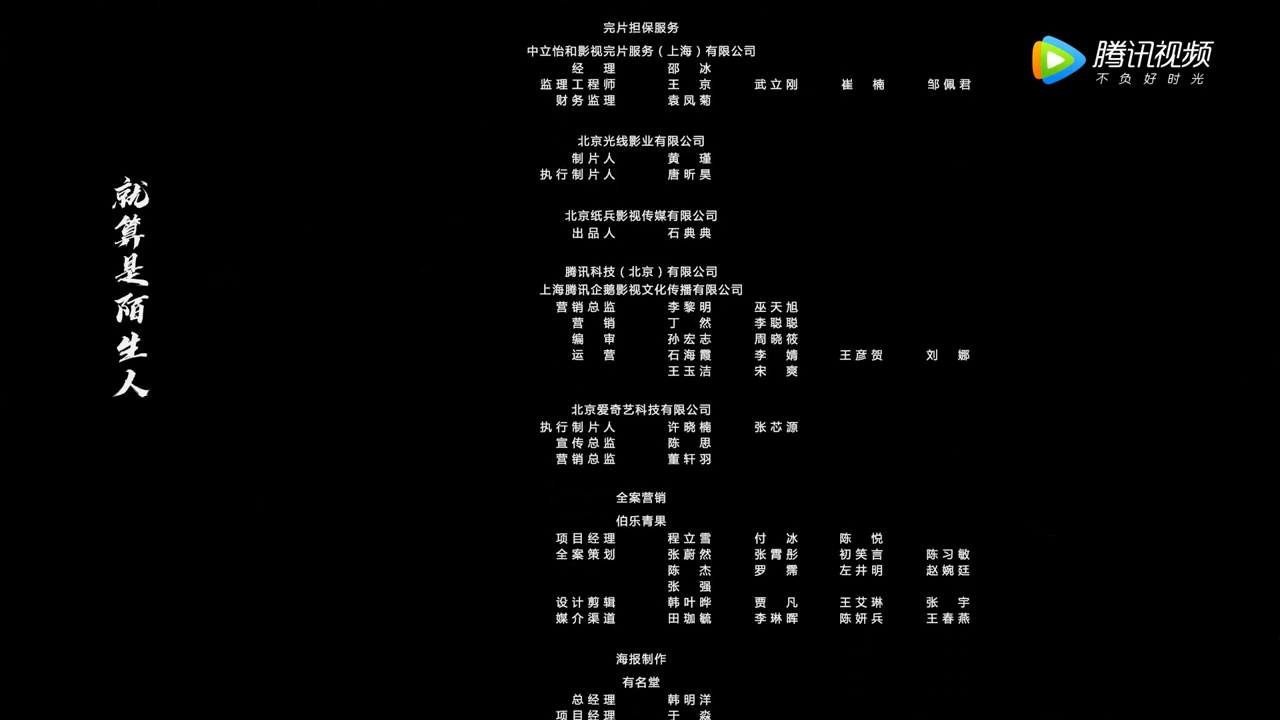 完片担保服务
中立怡和影视完片服务（上海）有限公司
经理 邵冰
监理工程师 王京 武立刚 崔楠 邹佩君
财务监理 袁凤菊
北京光线影业有限公司
制片人 黄瑾
执行制片人 唐昕昊
北京纸兵影视传媒有限公司
出品人 石典典
腾讯科技（北京）有限公司
上海腾讯企鹅影视文化传播有限公司
营销总监 李黎明 巫天旭
营销 丁然 李聪聪
编审 孙宏志 周晓筱
运营 石海霞 李婧 王彦贺 刘娜
王玉洁 宋爽
北京爱奇艺科技有限公司
执行制片人 许晓楠 张芯源
宣传总监 陈思
营销总监 董轩羽
全案营销
伯乐青果
项目经理 程立雪 付冰 陈悦
全案策划 张蔚然 张霄彤 初笑言 陈习敏
陈杰 罗霈 左井明 赵婉廷
张强
设计剪辑 韩叶晔 贾凡 王艾琳 张宇
媒介渠道 田珈毓 李琳晖 陈妍兵 王春燕
海报制作
有名堂
总经理 韩明洋
项目经理 于淼
就算是陌生人
腾讯视频
不负好时光